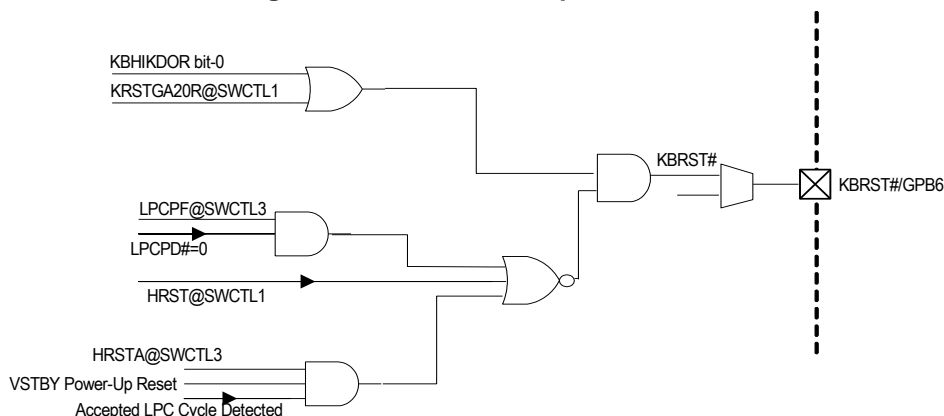 KBHIKDOR bit-0
KRSTGA20R@SWCTL1
KBRST#
KBRST#/GPB6
LPCPF@SWCTL3
LPCPD#=0
HRST@SWCTL1
HRSTA@SWCTL3
VSTBY Power-Up Reset
Accepted LPC Cycle Detected